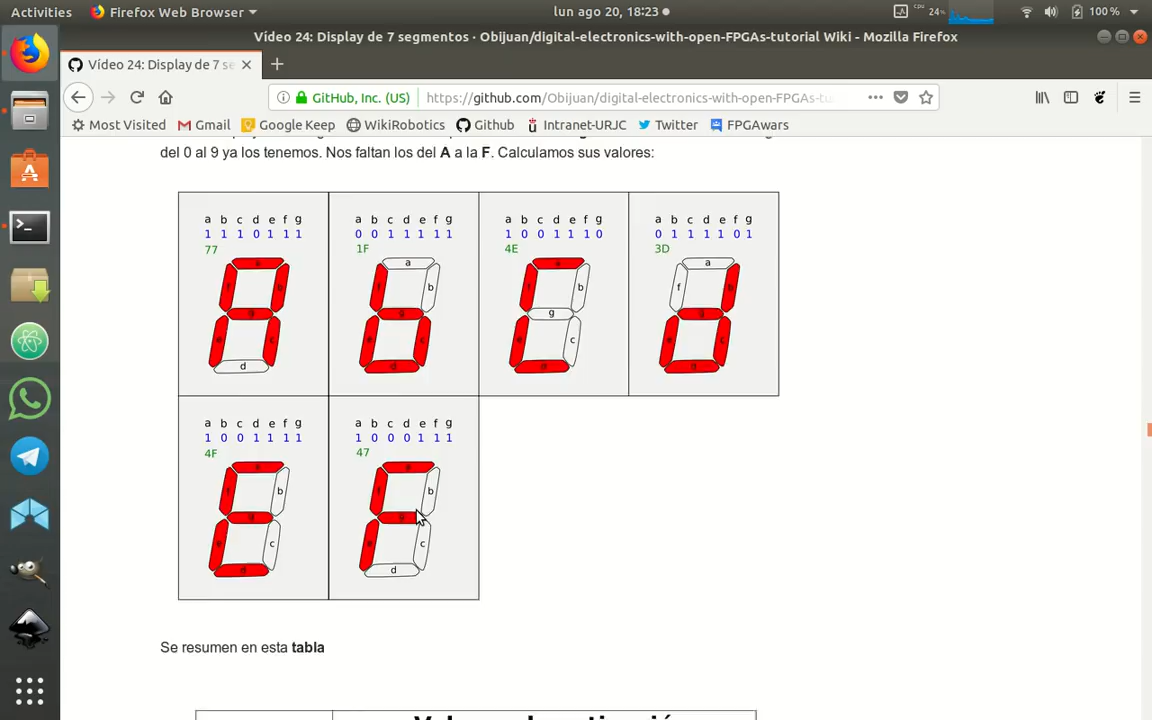 Activities Firefox Web Browser lun ago 20, 18:23 cpu 24% 100 %
Vídeo 24: Display de 7 segmentos · Obijuan/digital-electronics-with-open-FPGAs-tutorial Wiki - Mozilla Firefox
Vídeo 24: Display de 7 se
GitHub, Inc. (US) https://github.com/Obijuan/digital-electronics-with-open-FPGAs-tu
Most Visited Gmail Google Keep WikiRobotics Github Intranet-URJC Twitter FPGAwars
del 0 al 9 ya los tenemos. Nos faltan los del A a la F. Calculamos sus valores:
a b c d e f g a b c d e f g a b c d e f g a b c d e f g
1 1 1 0 1 1 1 0 0 1 1 1 1 1 1 0 0 1 1 1 0 0 1 1 1 1 0 1
77 1F 4E 3D
a a a a
f b f b f b f b
g g g g
e c e c e c e c
d d d d
a b c d e f g a b c d e f g
1 0 0 1 1 1 1 1 0 0 0 1 1 1
4F 47
a a
f b f b
g g
e c e c
d d
Se resumen en esta tabla